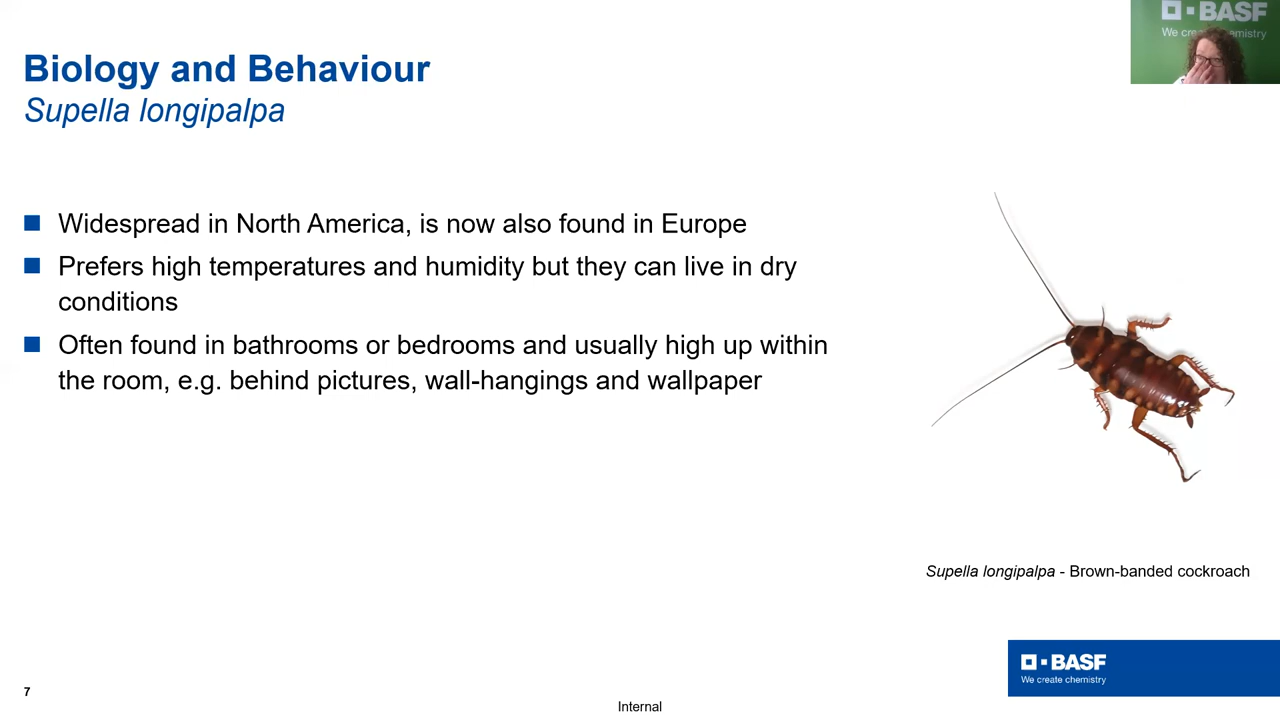 BASF
We create chemistry
Biology and Behaviour
Supella longipalpa
Widespread in North America, is now also found in Europe
Prefers high temperatures and humidity but they can live in dry
conditions
Often found in bathrooms or bedrooms and usually high up within
the room, e.g. behind pictures, wall-hangings and wallpaper
Supella longipalpa - Brown-banded cockroach
BASF
We create chemistry
7
Internal